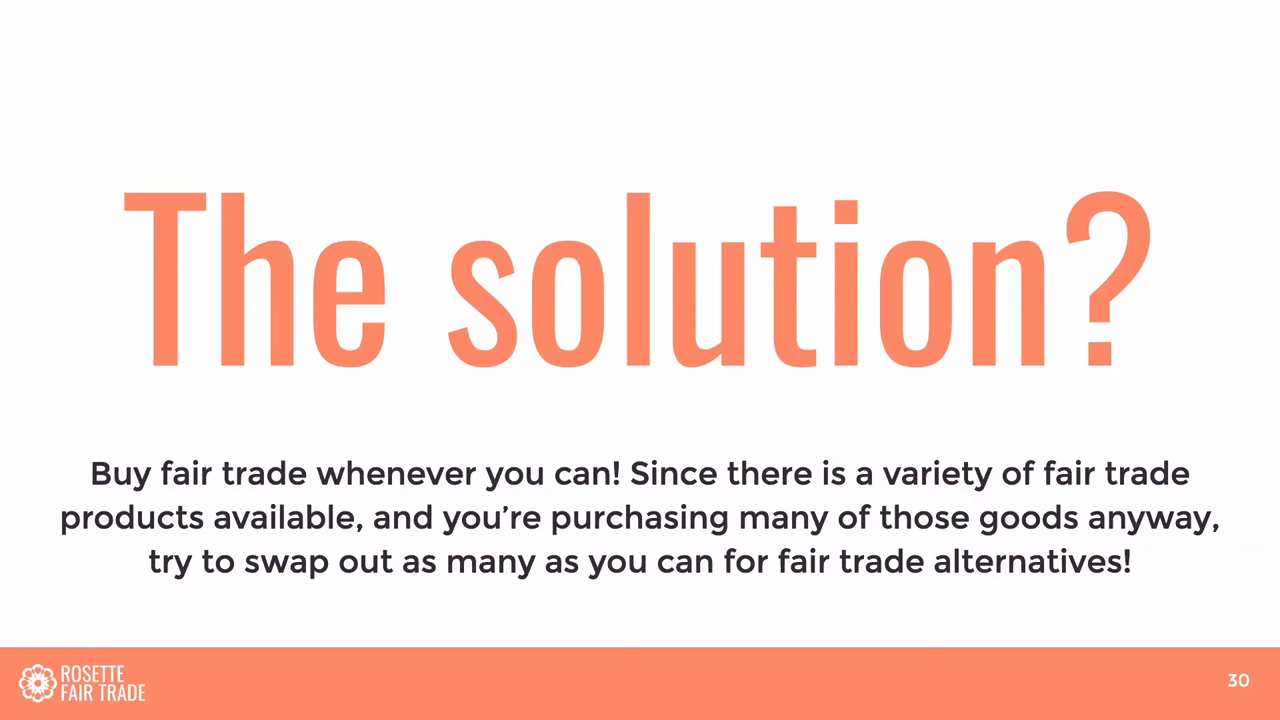 The solution?
Buy fair trade whenever you can! Since there is a variety of fair trade
products available, and you’re purchasing many of those goods anyway,
try to swap out as many as you can for fair trade alternatives!
ROSETTE
FAIR TRADE
30